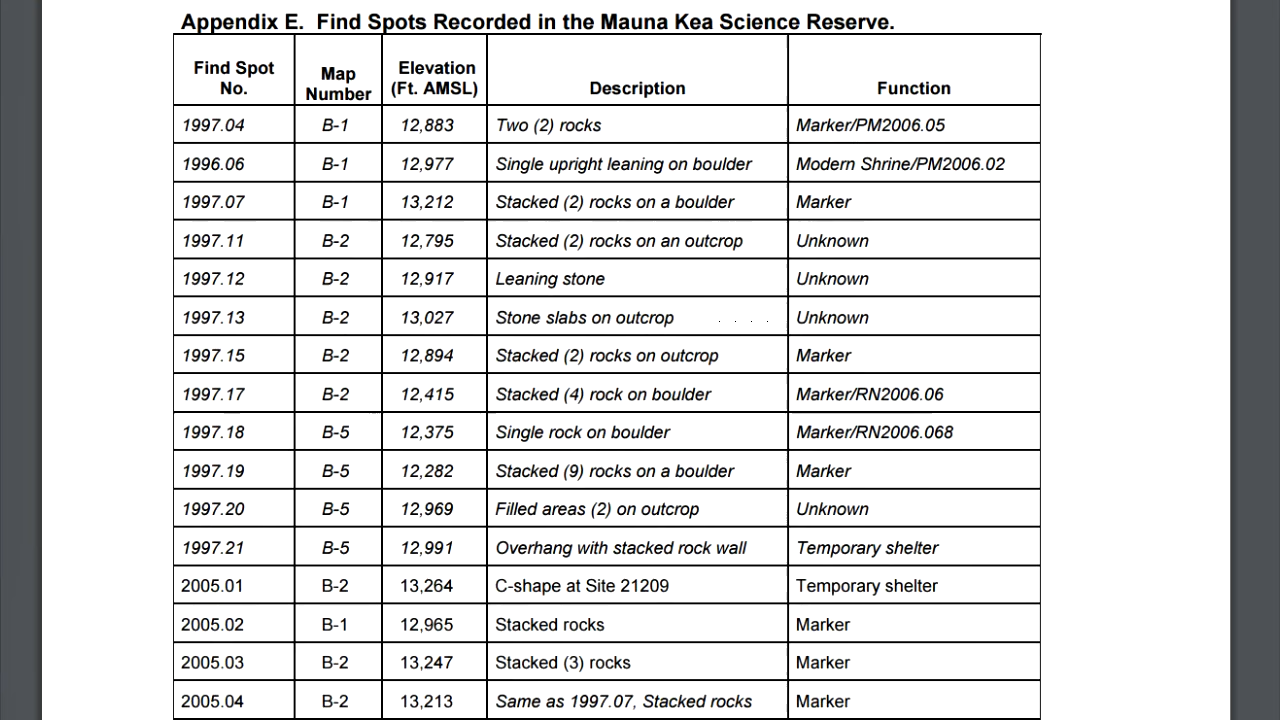 Appendix E. Find Spots Recorded in the Mauna Kea Science Reserve.
Find Spot No. Map Number Elevation (Ft. AMSL) Description Function
1997.04 B-1 12,883 Two (2) rocks Marker/PM2006.05
1996.06 B-1 12,977 Single upright leaning on boulder Modern Shrine/PM2006.02
1997.07 B-1 13,212 Stacked (2) rocks on a boulder Marker
1997.11 B-2 12,795 Stacked (2) rocks on an outcrop Unknown
1997.12 B-2 12,917 Leaning stone Unknown
1997.13 B-2 13,027 Stone slabs on outcrop Unknown
1997.15 B-2 12,894 Stacked (2) rocks on outcrop Marker
1997.17 B-2 12,415 Stacked (4) rock on boulder Marker/RN2006.06
1997.18 B-5 12,375 Single rock on boulder Marker/RN2006.068
1997.19 B-5 12,282 Stacked (9) rocks on a boulder Marker
1997.20 B-5 12,969 Filled areas (2) on outcrop Unknown
1997.21 B-5 12,991 Overhang with stacked rock wall Temporary shelter
2005.01 B-2 13,264 C-shape at Site 21209 Temporary shelter
2005.02 B-1 12,965 Stacked rocks Marker
2005.03 B-2 13,247 Stacked (3) rocks Marker
2005.04 B-2 13,213 Same as 1997.07, Stacked rocks Marker